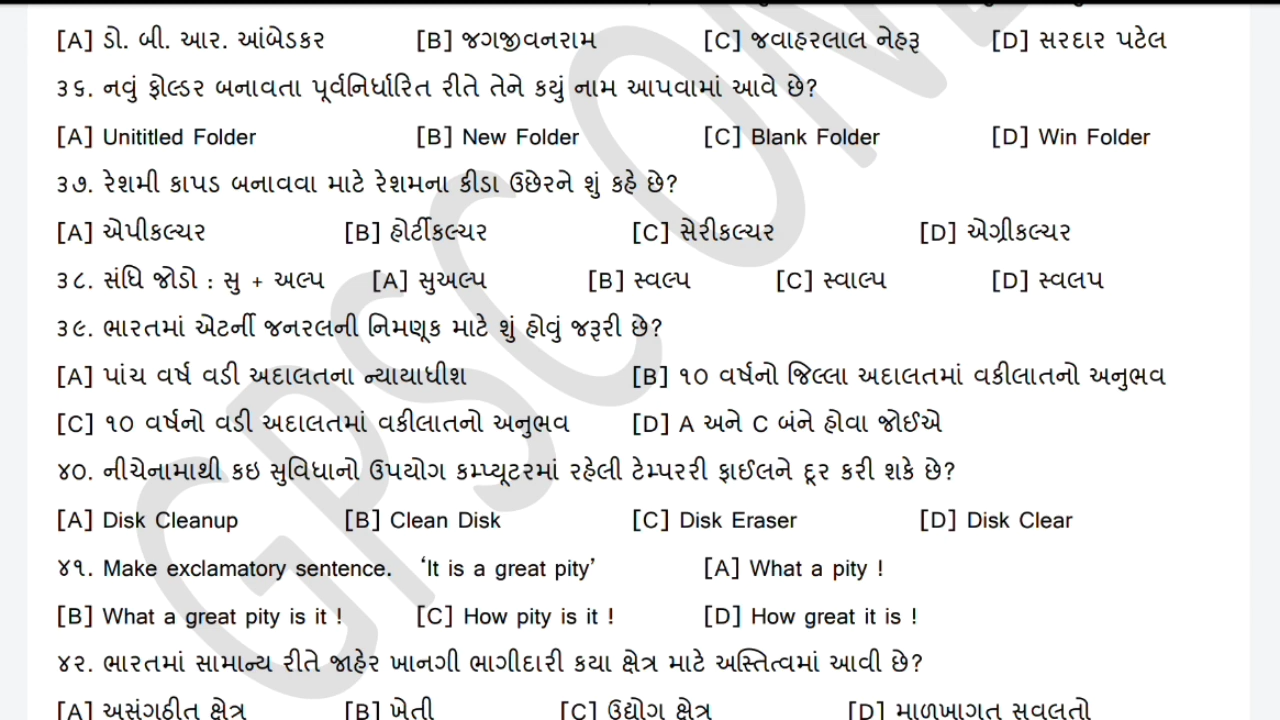 [A] ડો. બી. આર. આંબેડકર [B] જગજીવનરામ [C] જવાહરલાલ નેહરૂ [D] સરદાર પટેલ
૩૬. નવું ફોલ્ડર બનાવતા પૂર્વનિર્ધારિત રીતે તેને કયું નામ આપવામાં આવે છે?
[A] Unititled Folder [B] New Folder [C] Blank Folder [D] Win Folder
૩૭. રેશમી કાપડ બનાવવા માટે રેશમના કીડા ઉછેરને શું કહે છે?
[A] એપીકલ્ચર [B] હોર્ટીકલ્ચર [C] સેરીકલ્ચર [D] એગ્રીકલ્ચર
૩૮. સંધિ જોડો : સુ + અલ્પ [A] સુઅલ્પ [B] સ્વલ્પ [C] સ્વાલ્પ [D] સ્વલપ
૩૯. ભારતમાં એટર્ની જનરલની નિમણૂક માટે શું હોવું જરૂરી છે?
[A] પાંચ વર્ષ વડી અદાલતના ન્યાયાધીશ [B] ૧૦ વર્ષનો જિલ્લા અદાલતમાં વકીલાતનો અનુભવ
[C] ૧૦ વર્ષનો વડી અદાલતમાં વકીલાતનો અનુભવ [D] A અને C બંને હોવા જોઈએ
૪૦. નીચેનામાથી કઇ સુવિધાનો ઉપયોગ કમ્પ્યૂટરમાં રહેલી ટેમ્પરરી ફાઈલને દૂર કરી શકે છે?
[A] Disk Cleanup [B] Clean Disk [C] Disk Eraser [D] Disk Clear
૪૧. Make exclamatory sentence. ‘It is a great pity’ [A] What a pity !
[B] What a great pity is it ! [C] How pity is it ! [D] How great it is !
૪૨. ભારતમાં સામાન્ય રીતે જાહેર ખાનગી ભાગીદારી કયા ક્ષેત્ર માટે અસ્તિત્વમાં આવી છે?
[A] અસંગઠીત ક્ષેત્ર [B] ખેતી [C] ઉદ્યોગ ક્ષેત્ર [D] માળખાગત સવલતો
GPSC ON